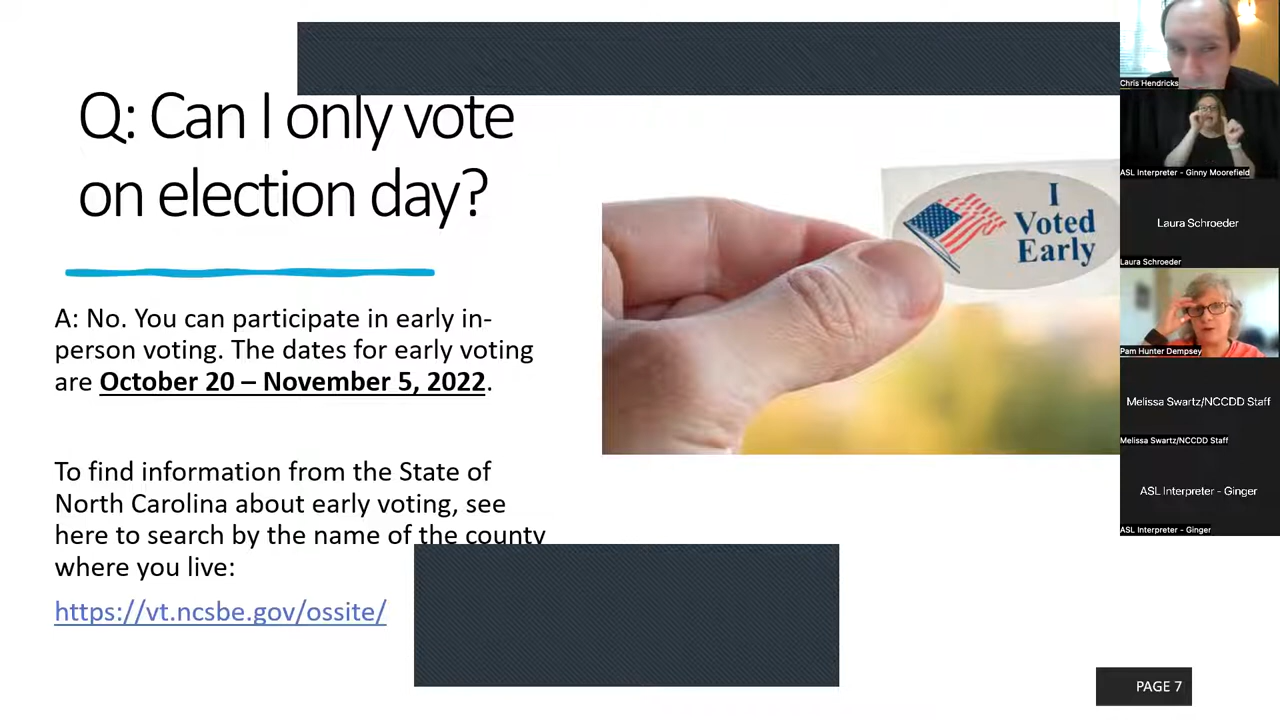 Q: Can I only vote
on election day?
A: No. You can participate in early in-
person voting. The dates for early voting
are October 20 – November 5, 2022.
To find information from the State of
North Carolina about early voting, see
here to search by the name of the county
where you live:
https://vt.ncsbe.gov/ossite/
I
Voted
Early
PAGE 7
Chris Hendricks
ASL Interpreter - Ginny Moorefield
Laura Schroeder
Laura Schroeder
Pam Hunter Dempsey
Melissa Swartz/NCCDD Staff
Melissa Swartz/NCCDD Staff
ASL Interpreter - Ginger
ASL Interpreter - Ginger